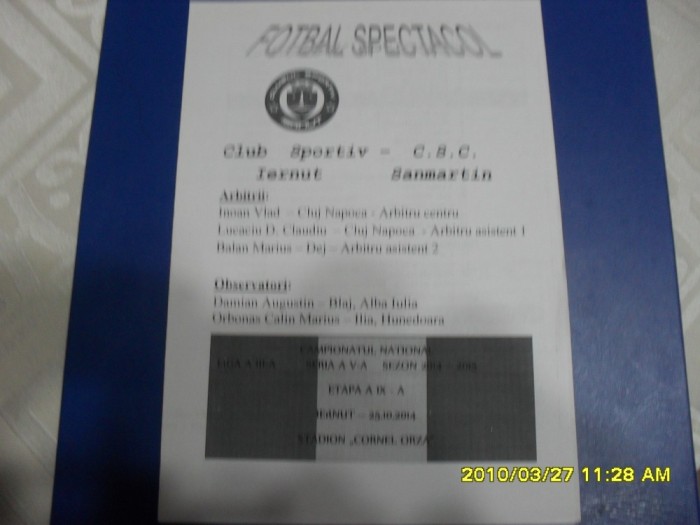 FOTBAL SPECTACOL
Club Sportiv - C.S.C.
Iernut Sanmartin
Arbitrii:
Inoan Vlad – Cluj Napoca - Arbitru centru
Lucaciu D. Claudiu – Cluj Napoca - Arbitru asistent 1
Balan Marius – Dej – Arbitru asistent 2
Observaturi:
Damian Augustin – Blaj, Alba Iulia
Orbonas Calin Marius – Ilia, Hunedoara
CAMPIONATUL NATIONAL
LIGA A III-A SERIA A V-A SEZON
ETAPA A IX - A
IERNUT – 25.10.2014
STADION „CORNEL ORZA”
2010/03/27 11:28 AM